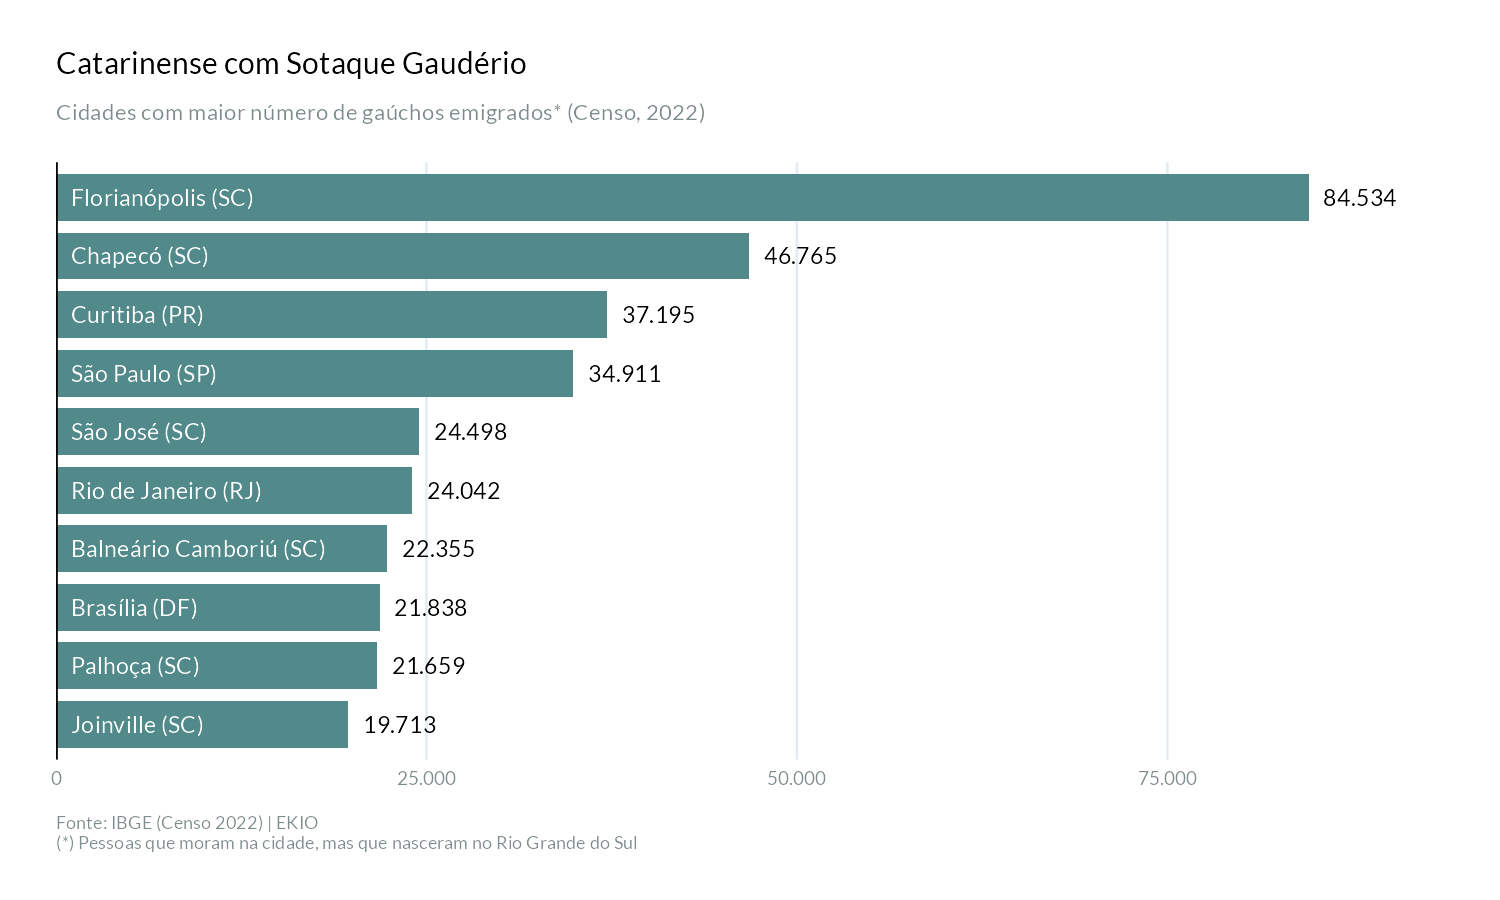 Catarinense com Sotaque Gaudério
Cidades com maior número de gaúchos emigrados* (Censo, 2022)
Florianópolis (SC) 84.534
Chapecó (SC) 46.765
Curitiba (PR) 37.195
São Paulo (SP) 34.911
São José (SC) 24.498
Rio de Janeiro (RJ) 24.042
Balneário Camboriú (SC) 22.355
Brasília (DF) 21.838
Palhoça (SC) 21.659
Joinville (SC) 19.713
0 25.000 50.000 75.000
Fonte: IBGE (Censo 2022) | EKIO
(*) Pessoas que moram na cidade, mas que nasceram no Rio Grande do Sul